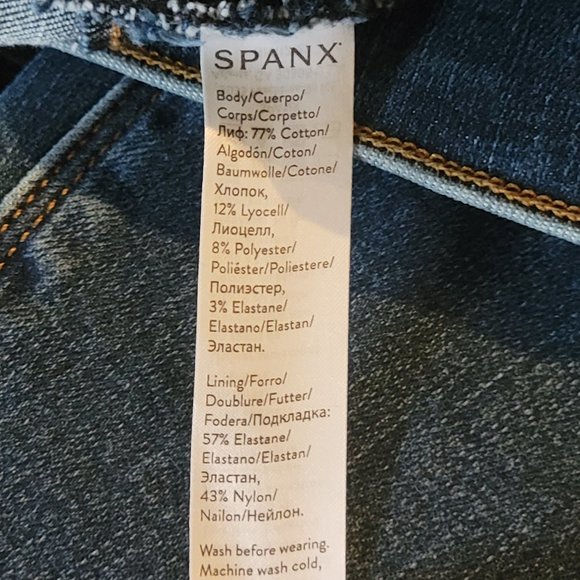 SPANX
Body/Cuerpo/
Corps/Corpetto/
Лиф: 77% Cotton/
Algodón/Coton/
Baumwolle/Cotone/
Хлопок,
12% Lyocell/
Лиоцелл,
8% Polyester/
Poliéster/Poliestere/
Полиэстер,
3% Elastane/
Elastano/Elastan/
Эластан.
Lining/Forro/
Doublure/Futter/
Fodera/Подкладка:
57% Elastane/
Elastano/Elastan/
Эластан,
43% Nylon/
Nailon/Нейлон.
Wash before wearing.
Machine wash cold,